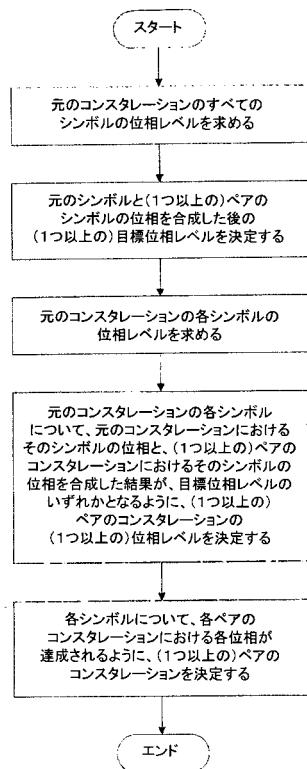 スタート
元のコンスタレーションのすべての
シンボルの位相レベルを求める
元のシンボルと(1つ以上の)ペアの
シンボルの位相を合成した後の
(1つ以上の)目標位相レベルを決定する
元のコンスタレーションの各シンボルの
位相レベルを求める
元のコンスタレーションの各シンボル
について、元のコンスタレーションにおける
そのシンボルの位相と、(1つ以上の)ペアの
コンスタレーションにおけるそのシンボルの
位相を合成した結果が、目標位相レベルの
いずれかとなるように、(1つ以上の)
ペアのコンスタレーションの
(1つ以上の)位相レベルを決定する
各シンボルについて、各ペアの
コンスタレーションにおける各位相が
達成されるように、(1つ以上の)ペアの
コンスタレーションを決定する
エンド